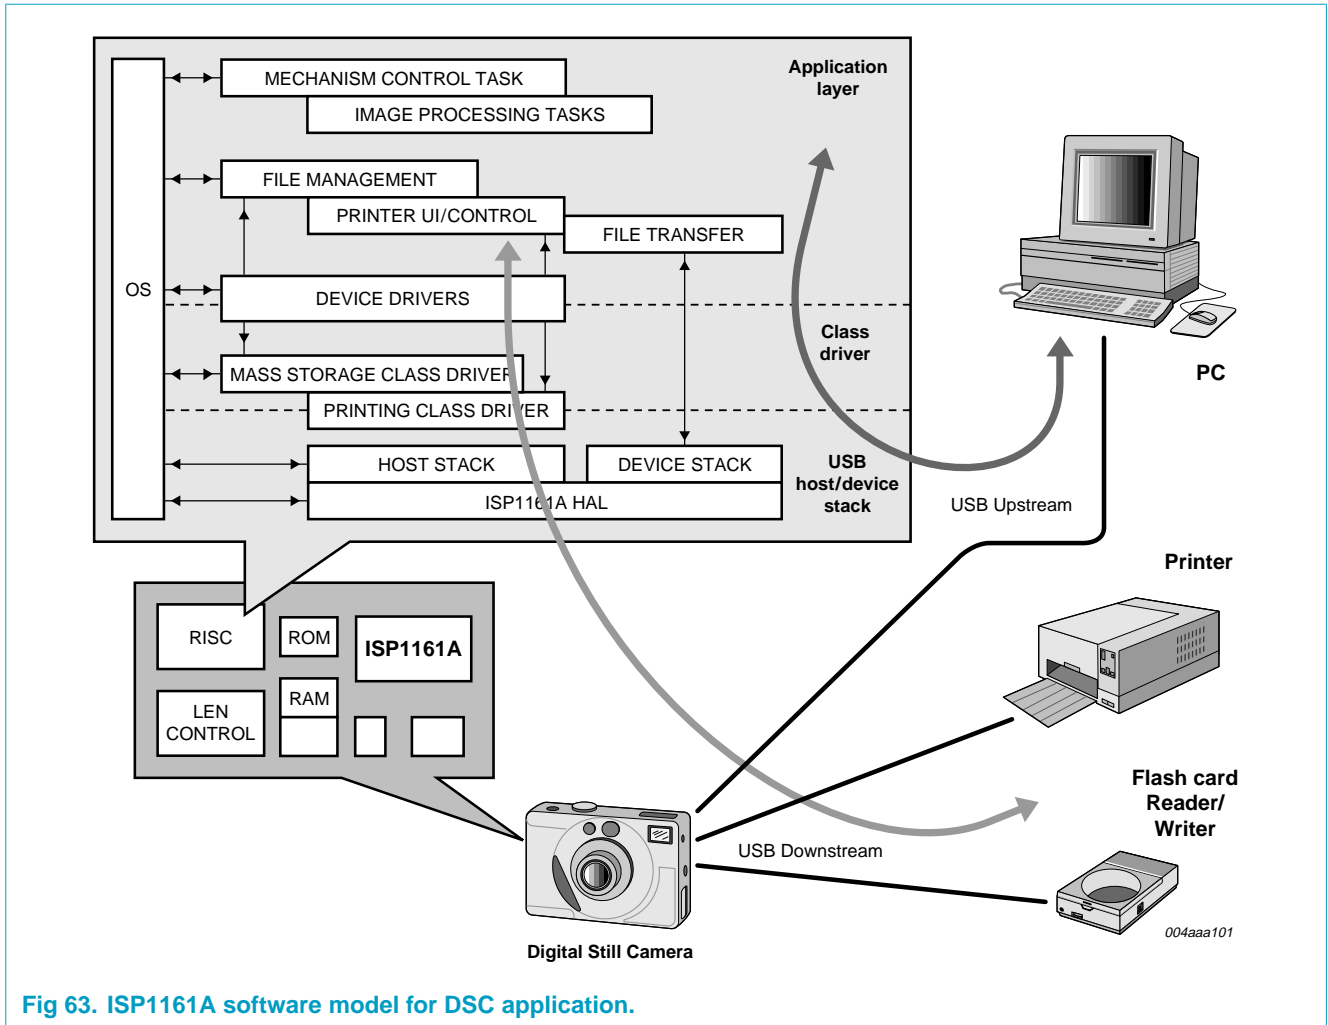 MECHANISM CONTROL TASK
IMAGE PROCESSING TASKS
Application
layer
FILE MANAGEMENT
PRINTER UI/CONTROL
FILE TRANSFER
OS
DEVICE DRIVERS
Class
driver
MASS STORAGE CLASS DRIVER
PRINTING CLASS DRIVER
HOST STACK
DEVICE STACK
USB
host/device
stack
ISP1161A HAL
PC
USB Upstream
Printer
RISC
ROM
ISP1161A
LEN
CONTROL
RAM
Flash card
Reader/
Writer
USB Downstream
004aaa101
Digital Still Camera
Fig 63. ISP1161A software model for DSC application.